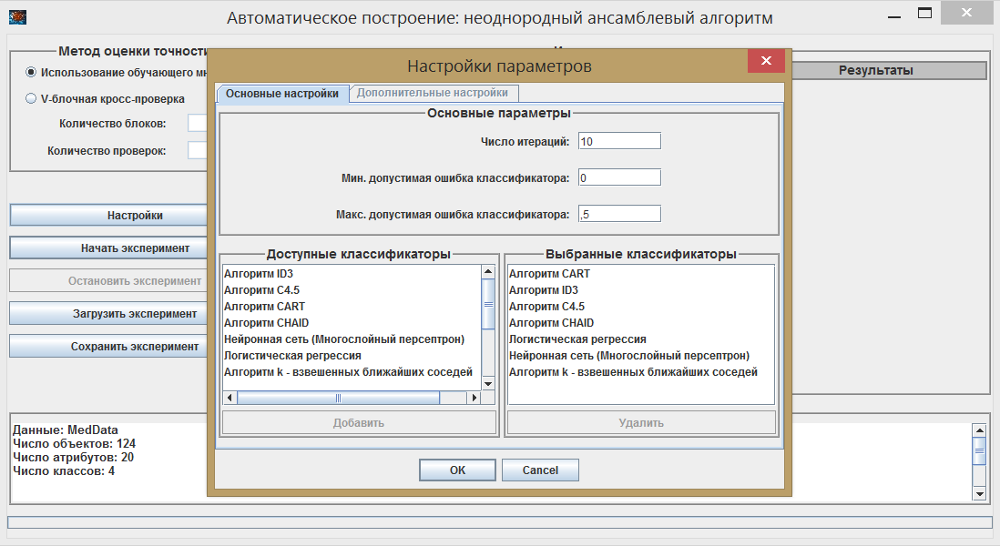 Автоматическое построение: неоднородный ансамблевый алгоритм
Метод оценки точности
Использование обучающего
V-блочная кросс-проверка
Количество блоков:
Количество проверок:
Настройки
Начать эксперимент
Остановить эксперимент
Загрузить эксперимент
Сохранить эксперимент
Результаты
Настройки параметров
Основные настройки
Дополнительные настройки
Основные параметры
Число итераций: 10
Мин. допустимая ошибка классификатора: 0
Макс. допустимая ошибка классификатора: ,5
Доступные классификаторы
Алгоритм ID3
Алгоритм C4.5
Алгоритм CART
Алгоритм CHAID
Нейронная сеть (Многослойный персептрон)
Логистическая регрессия
Алгоритм k - взвешенных ближайших соседей
Добавить
Выбранные классификаторы
Алгоритм CART
Алгоритм ID3
Алгоритм C4.5
Алгоритм CHAID
Логистическая регрессия
Нейронная сеть (Многослойный персептрон)
Алгоритм k - взвешенных ближайших соседей
Удалить
OK
Cancel
Данные: MedData
Число объектов: 124
Число атрибутов: 20
Число классов: 4